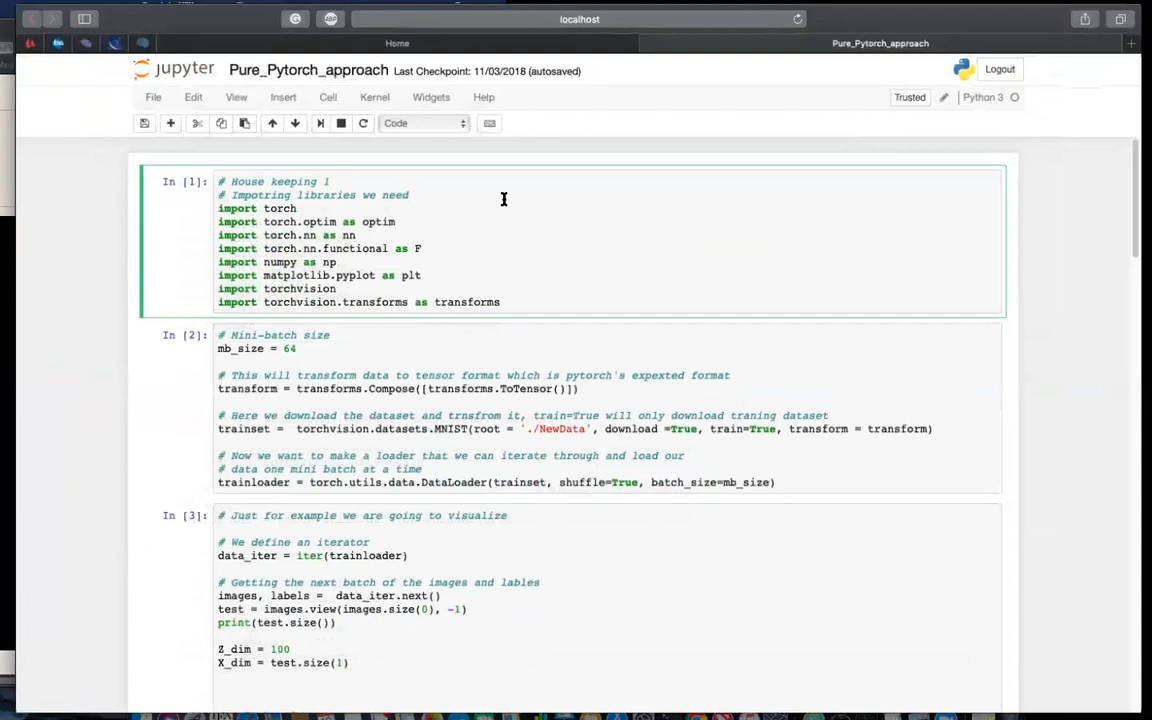 localhost
Home
Pure_Pytorch_approach
jupyter Pure_Pytorch_approach Last Checkpoint: 11/03/2018 (autosaved)
Logout
File Edit View Insert Cell Kernel Widgets Help
Trusted
Python 3
Code
In [1]:
# House keeping 1
# Impotring libraries we need
import torch
import torch.optim as optim
import torch.nn as nn
import torch.nn.functional as F
import numpy as np
import matplotlib.pyplot as plt
import torchvision
import torchvision.transforms as transforms
In [2]:
# Mini-batch size
mb_size = 64
# This will transform data to tensor format which is pytorch's expexted format
transform = transforms.Compose([transforms.ToTensor()])
# Here we download the dataset and trnsfrom it, train=True will only download traning dataset
trainset = torchvision.datasets.MNIST(root = './NewData', download =True, train=True, transform = transform)
# Now we want to make a loader that we can iterate through and load our
# data one mini batch at a time
trainloader = torch.utils.data.DataLoader(trainset, shuffle=True, batch_size=mb_size)
In [3]:
# Just for example we are going to visualize
# We define an iterator
data_iter = iter(trainloader)
# Getting the next batch of the images and lables
images, labels = data_iter.next()
test = images.view(images.size(0), -1)
print(test.size())
Z_dim = 100
X_dim = test.size(1)